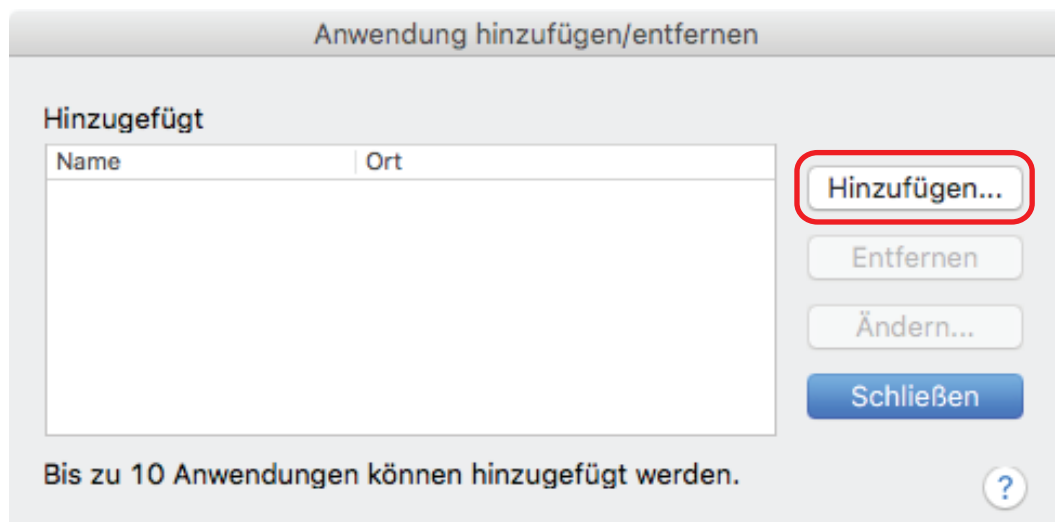 Anwendung hinzufügen/entfernen
Hinzugefügt
Name Ort
Hinzufügen...
Entfernen
Ändern...
Schließen
Bis zu 10 Anwendungen können hinzugefügt werden.
?